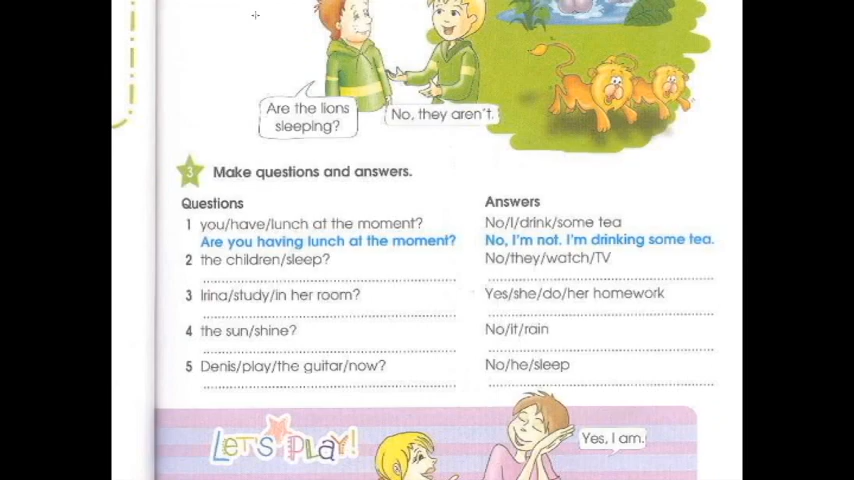 Are the lions
sleeping?
No, they aren't.
3 Make questions and answers.
Questions
Answers
1 you/have/lunch at the moment?
No/I/drink/some tea
Are you having lunch at the moment?
No, I'm not. I'm drinking some tea.
2 the children/sleep?
No/they/watch/TV
3 Irina/study/in her room?
Yes/she/do/her homework
4 the sun/shine?
No/it/rain
5 Denis/play/the guitar/now?
No/he/sleep
LET'S PLAY!
Yes, I am.